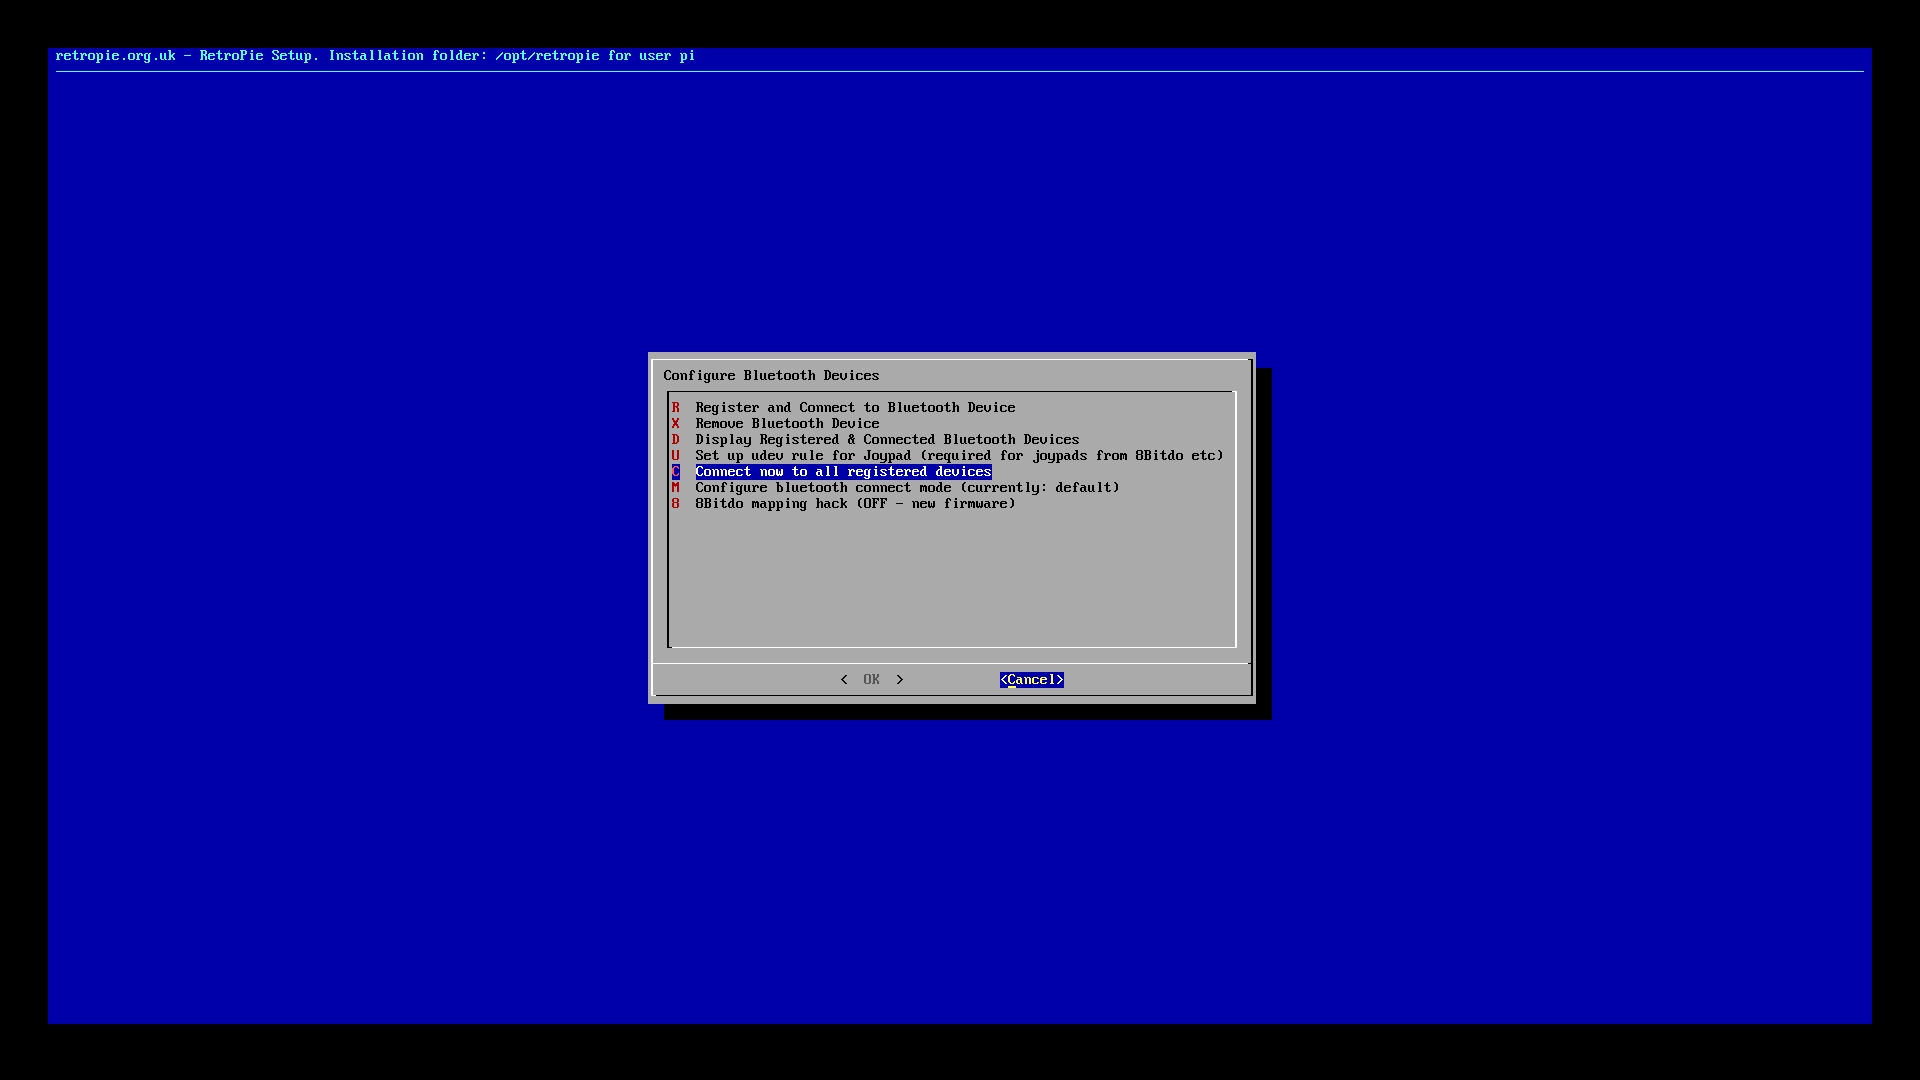 retropie.org.uk - RetroPie Setup. Installation folder: /opt/retropie for user pi
Configure Bluetooth Devices
R Register and Connect to Bluetooth Device
X Remove Bluetooth Device
D Display Registered & Connected Bluetooth Devices
U Set up udev rule for Joypad (required for joypads from 8Bitdo etc)
C Connect now to all registered devices
M Configure bluetooth connect mode (currently: default)
8 8Bitdo mapping hack (OFF - new firmware)
< OK > <Cancel>